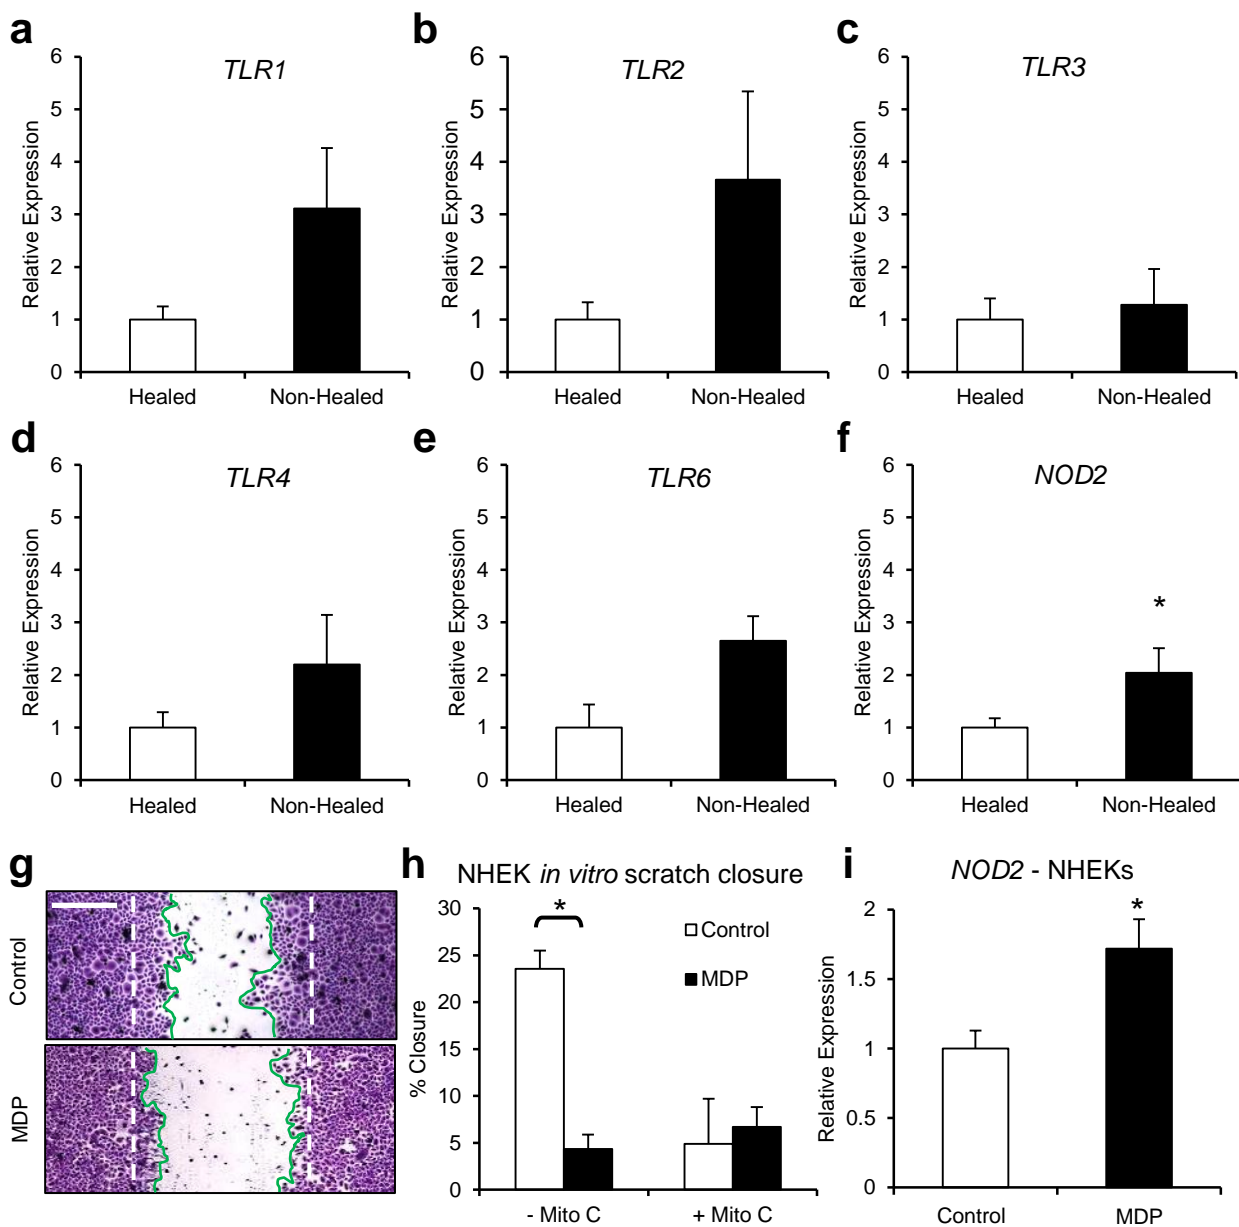 a
TLR1
6
5
4
3
2
1
0
Relative Expression
Healed
Non-Healed
b
TLR2
6
5
4
3
2
1
0
Relative Expression
Healed
Non-Healed
c
TLR3
6
5
4
3
2
1
0
Relative Expression
Healed
Non-Healed
d
TLR4
6
5
4
3
2
1
0
Relative Expression
Healed
Non-Healed
e
TLR6
6
5
4
3
2
1
0
Relative Expression
Healed
Non-Healed
f
NOD2
6
5
4
3
2
1
0
Relative Expression
*
Healed
Non-Healed
g
Control
MDP
h
NHEK in vitro scratch closure
30
25
20
15
10
5
0
% Closure
*
Control
MDP
- Mito C
+ Mito C
i
NOD2 - NHEKs
2
1.5
1
0.5
0
Relative Expression
*
Control
MDP